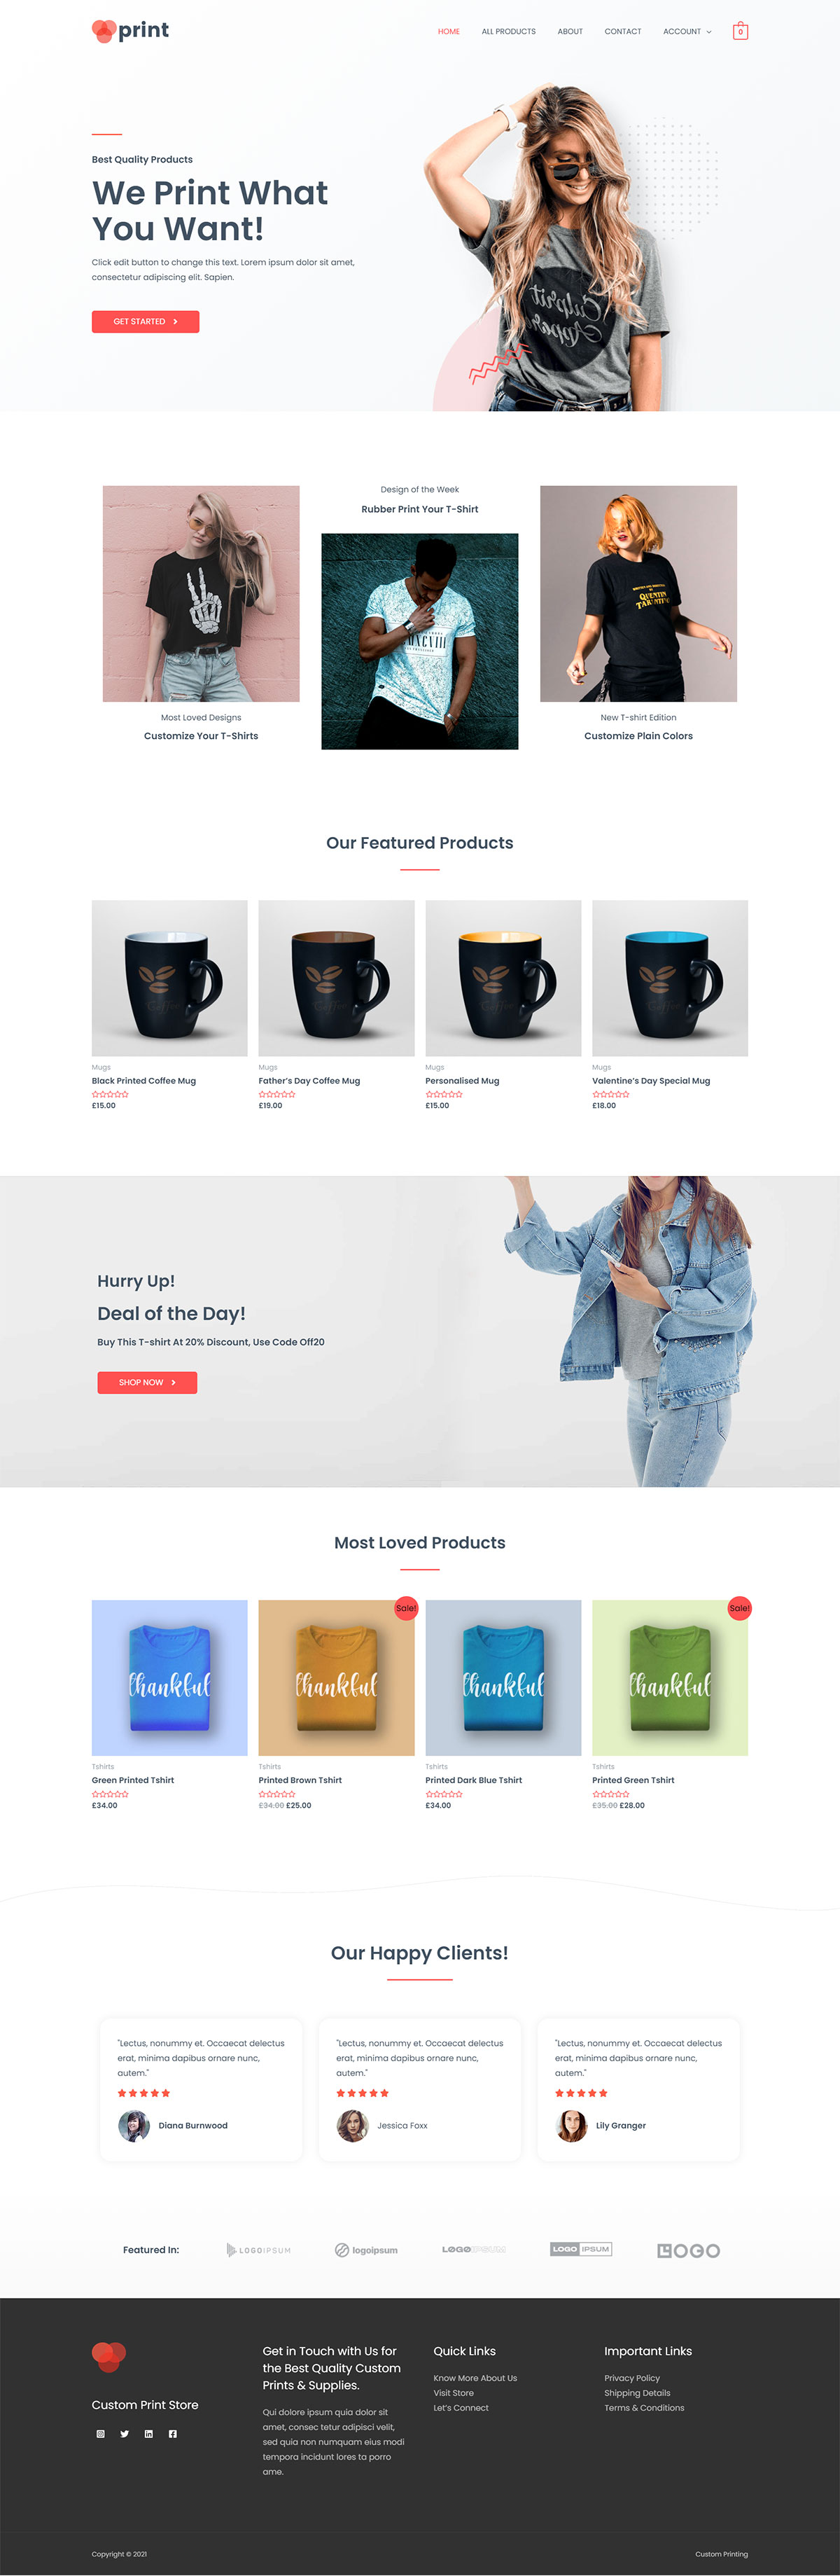 print
HOME
ALL PRODUCTS
ABOUT
CONTACT
ACCOUNT
0
Best Quality Products
We Print What
You Want!
Click edit button to change this text. Lorem ipsum dolor sit amet,
consectetur adipiscing elit. Sapien.
GET STARTED
Culprit
Design of the Week
Rubber Print Your T-Shirt
QUENTIN
TARANTINO
Most Loved Designs
Customize Your T-Shirts
New T-shirt Edition
Customize Plain Colors
Our Featured Products
Coffee
Coffee
Coffee
Coffee
Mugs
Black Printed Coffee Mug
£15.00
Mugs
Father's Day Coffee Mug
£19.00
Mugs
Personalised Mug
£15.00
Mugs
Valentine's Day Special Mug
£18.00
Hurry Up!
Deal of the Day!
Buy This T-shirt At 20% Discount, Use Code Off20
SHOP NOW
Most Loved Products
Sale!
Sale!
thankful
thankful
thankful
thankful
Tshirts
Green Printed Tshirt
£34.00
Tshirts
Printed Brown Tshirt
£34.00 £25.00
Tshirts
Printed Dark Blue Tshirt
£34.00
Tshirts
Printed Green Tshirt
£35.00 £28.00
Our Happy Clients!
"Lectus, nonummy et. Occaecat delectus
erat, minima dapibus ornare nunc,
autem."
Diana Burnwood
"Lectus, nonummy et. Occaecat delectus
erat, minima dapibus ornare nunc,
autem."
Jessica Foxx
"Lectus, nonummy et. Occaecat delectus
erat, minima dapibus ornare nunc,
autem."
Lily Granger
Featured In:
LOGOIPSUM
logoipsum
LOGOIPSUM
LOGO IPSUM
LOGO
Custom Print Store
Get in Touch with Us for
the Best Quality Custom
Prints & Supplies.
Qui dolore ipsum quia dolor sit
amet, consec tetur adipisci velit,
sed quia non numquam eius modi
tempora incidunt lores ta porro
ame.
Quick Links
Know More About Us
Visit Store
Let's Connect
Important Links
Privacy Policy
Shipping Details
Terms & Conditions
Copyright © 2021
Custom Printing